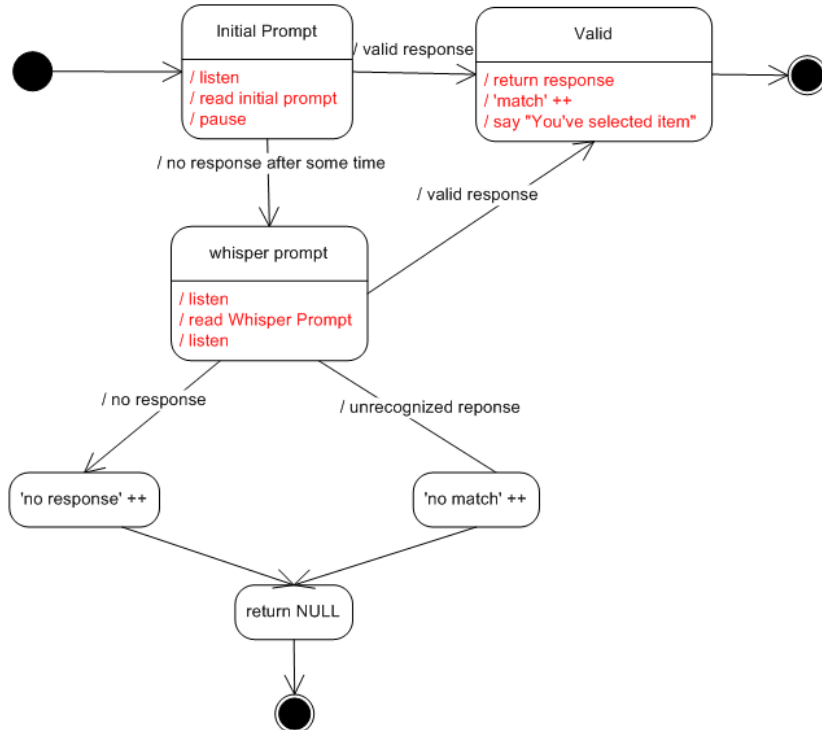 Initial Prompt
/ listen
/ read initial prompt
/ pause
/ valid response
Valid
/ return response
/ 'match' ++
/ say "You've selected item"
/ no response after some time
/ valid response
whisper prompt
/ listen
/ read Whisper Prompt
/ listen
/ no response
/ unrecognized reponse
'no response' ++
'no match' ++
return NULL